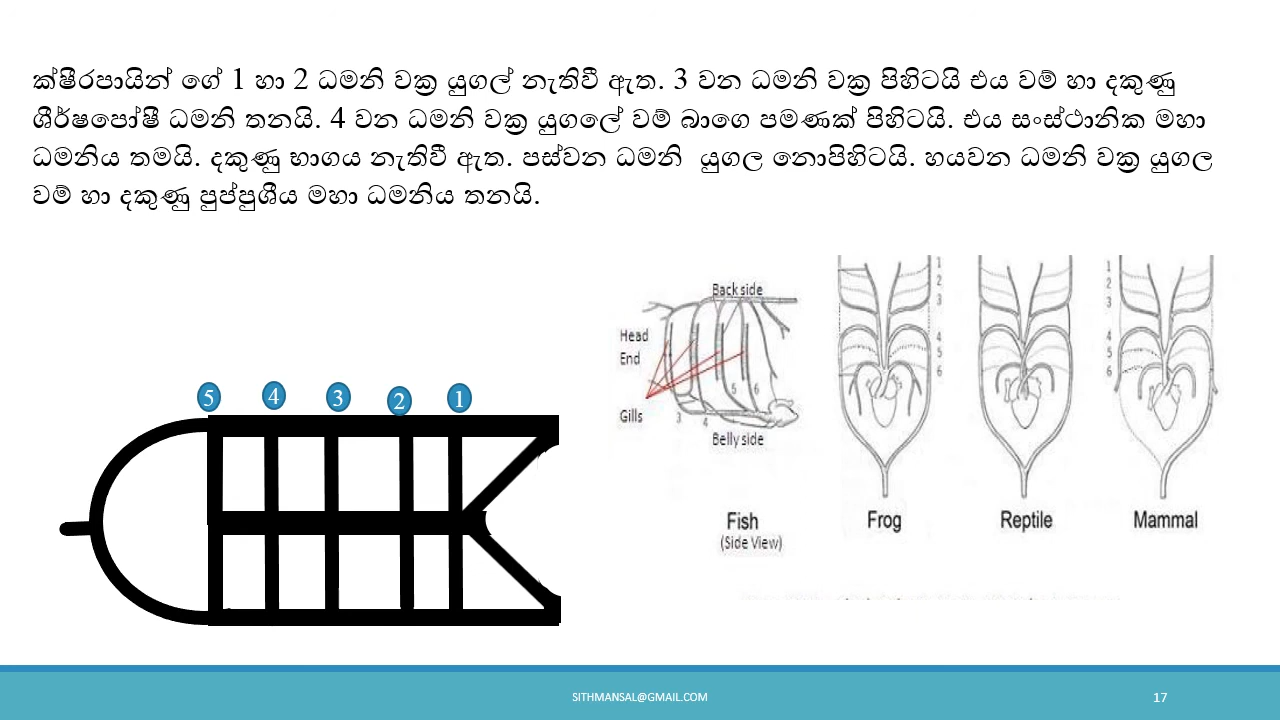 ක්ෂීරපායින් ගේ 1 හා 2 ධමනි වක්‍ර යුගල් නැතිවී ඇත. 3 වන ධමනි වක්‍ර පිහිටයි එය වම් හා දකුණු
ශීර්ෂපෝෂී ධමනි තනයි. 4 වන ධමනි වක්‍ර යුගලේ වම් බාගෙ පමණක් පිහිටයි. එය සංස්ථානික මහා
ධමනිය තමයි. දකුණු භාගය නැතිවී ඇත. පස්වන ධමනි යුගල නොපිහිටයි. හයවන ධමනි වක්‍ර යුගල
වම් හා දකුණු පුප්පුශීය මහා ධමනිය තනයි.
5 4 3 2 1
Back side
Head
End
Gills
3 4 5 6
Belly side
Fish
(Side View)
1
2
3
4
5
6
Frog
Reptile
1
2
3
4
5
6
Mammal
SITHMANSAL@GMAIL.COM
17